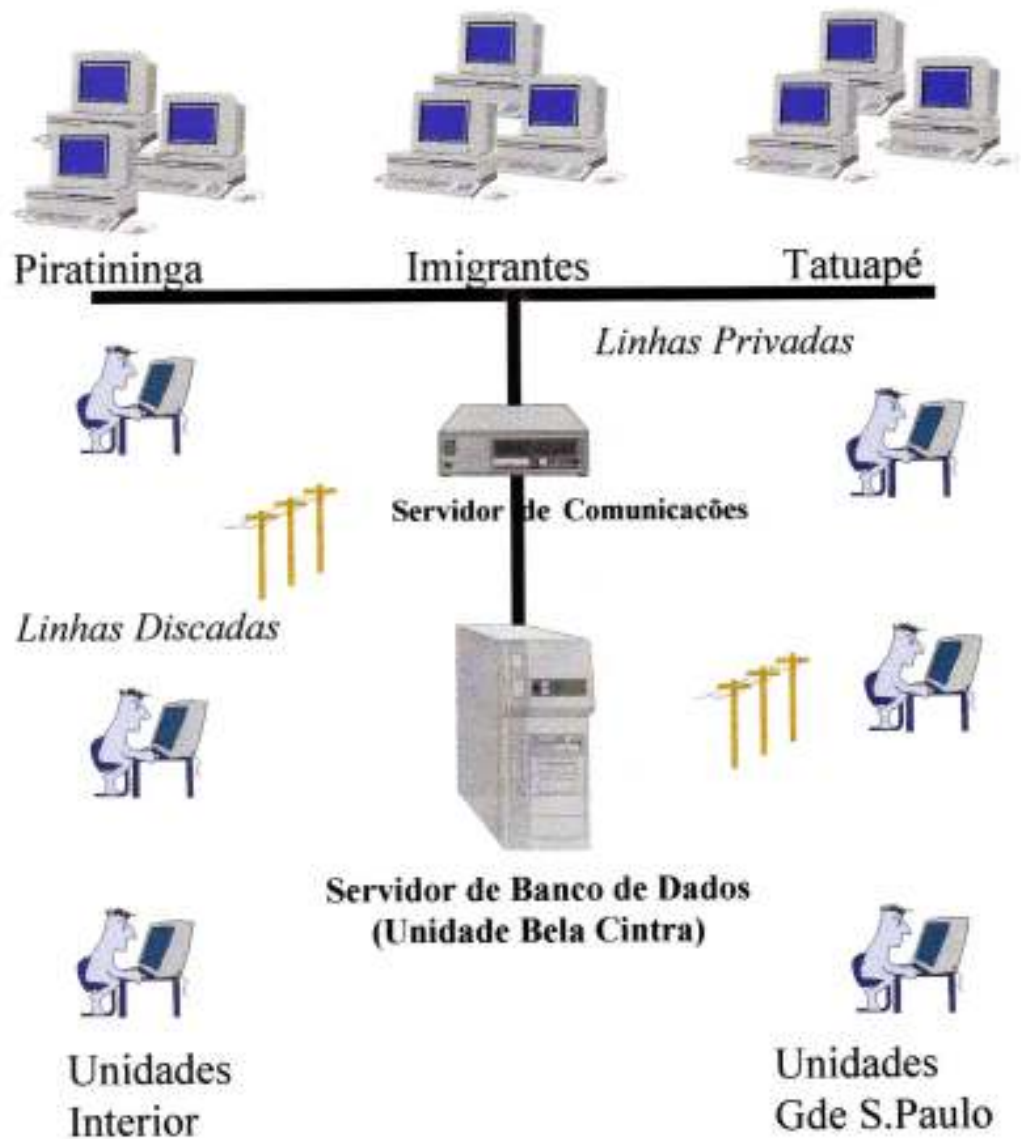 Piratininga
Imigrantes
Tatuapé
Linhas Privadas
Servidor de Comunicações
Linhas Discadas
Servidor de Banco de Dados
(Unidade Bela Cintra)
Unidades
Interior
Unidades
Gde S.Paulo